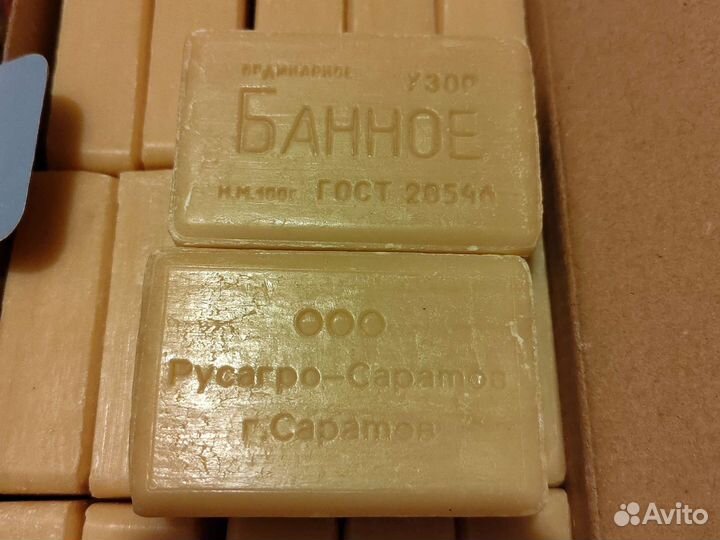 ОРДИНАРНОЕ УЗОР
БАННОЕ
Н.М.100г ГОСТ 28546
ООО
Русагро-Саратов
г.Саратов
Avito